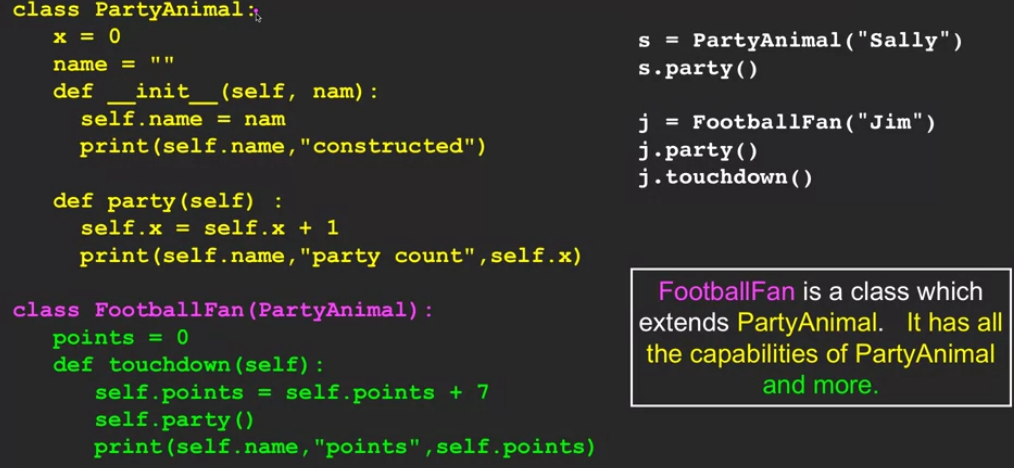 class PartyAnimal:
   x = 0
   name = ""
   def __init__(self, nam):
     self.name = nam
     print(self.name,"constructed")

   def party(self) :
     self.x = self.x + 1
     print(self.name,"party count",self.x)

class FootballFan(PartyAnimal):
   points = 0
   def touchdown(self):
      self.points = self.points + 7
      self.party()
      print(self.name,"points",self.points)

s = PartyAnimal("Sally")
s.party()

j = FootballFan("Jim")
j.party()
j.touchdown()

FootballFan is a class which
extends PartyAnimal.   It has all
the capabilities of PartyAnimal
and more.